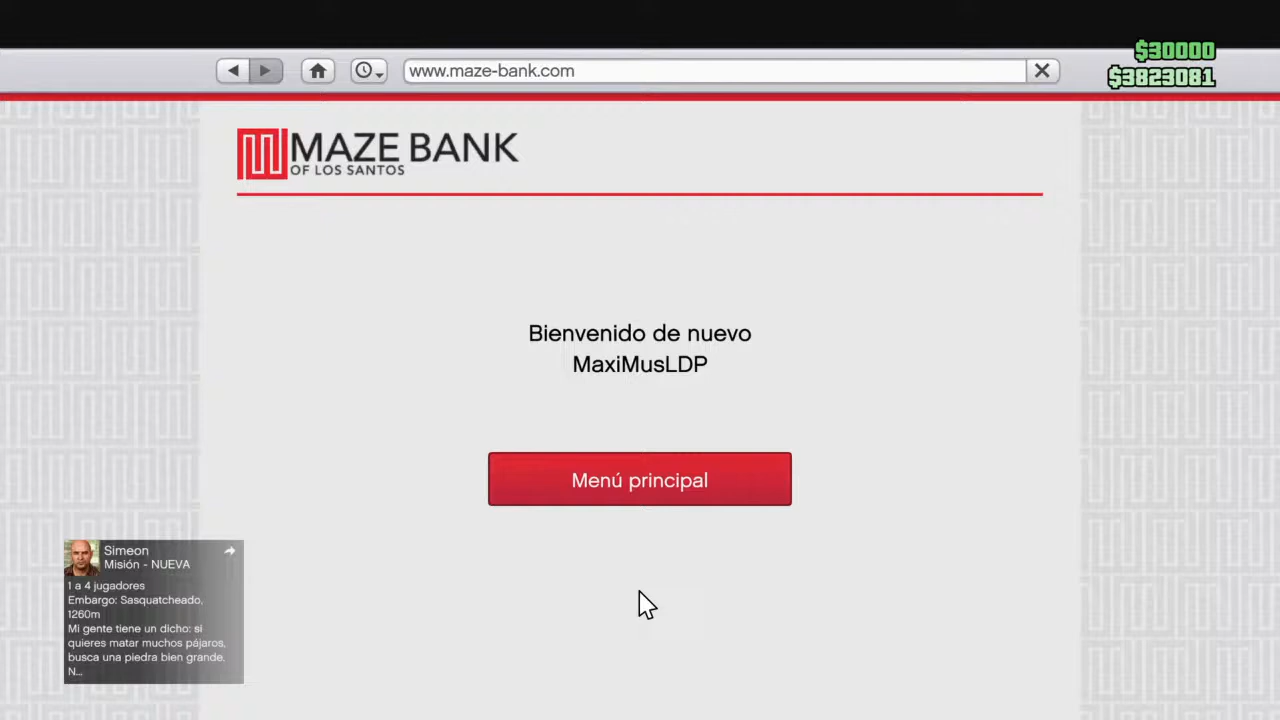 www.maze-bank.com
$30000
$3823081
MAZE BANK
OF LOS SANTOS
Bienvenido de nuevo
MaxiMusLDP
Menú principal
Simeon
Misión - NUEVA
1 a 4 jugadores
Embargo: Sasquatcheado,
1260m
Mi gente tiene un dicho: si
quieres matar muchos pájaros,
busca una piedra bien grande.
N...